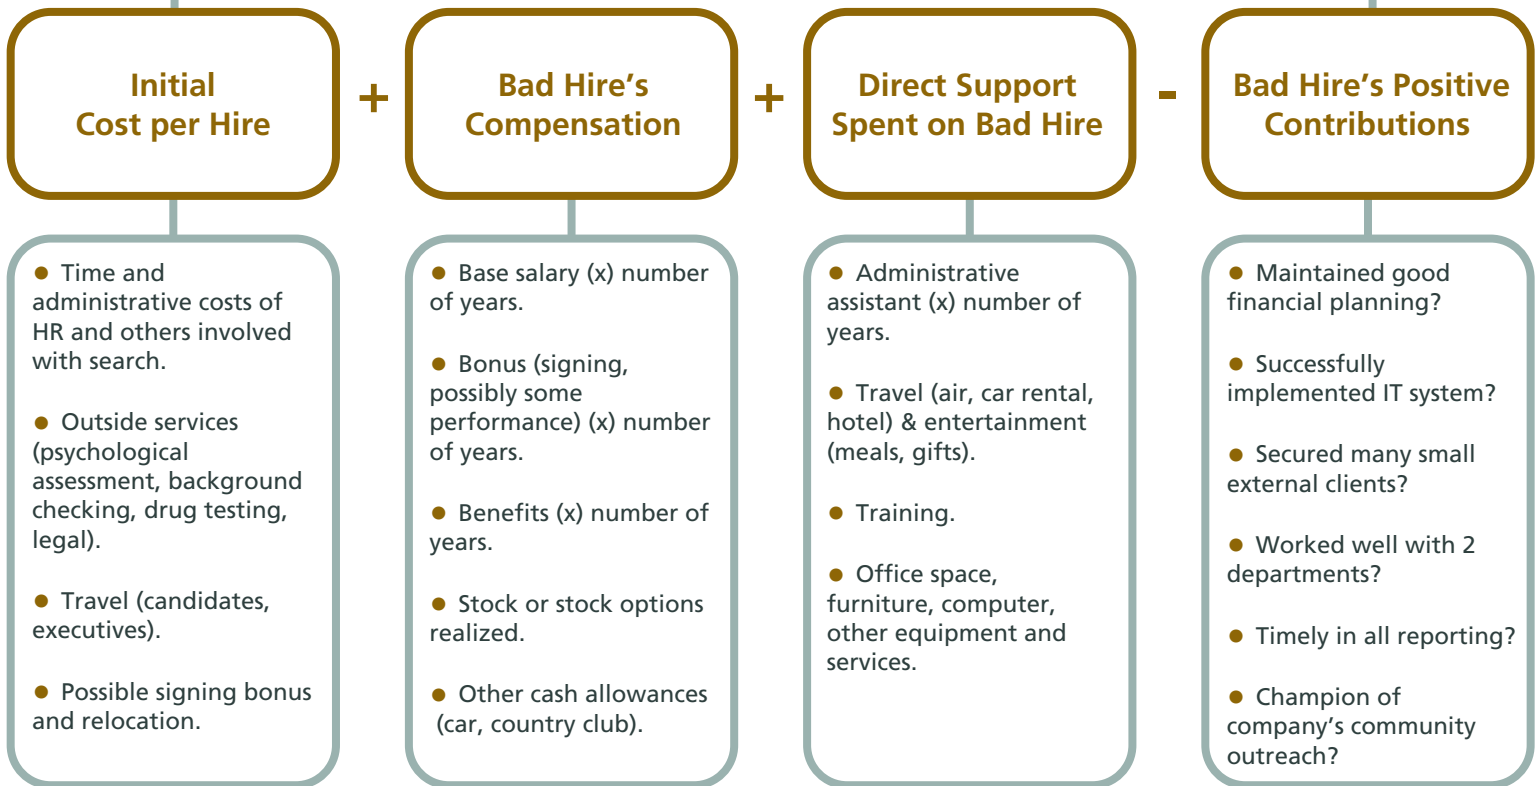 Initial
Cost per Hire
+
Bad Hire's
Compensation
+
Direct Support
Spent on Bad Hire
-
Bad Hire's Positive
Contributions
● Time and
administrative costs of
HR and others involved
with search.
● Outside services
(psychological
assessment, background
checking, drug testing,
legal).
● Travel (candidates,
executives).
● Possible signing bonus
and relocation.
● Base salary (x) number
of years.
● Bonus (signing,
possibly some
performance) (x) number
of years.
● Benefits (x) number of
years.
● Stock or stock options
realized.
● Other cash allowances
(car, country club).
● Administrative
assistant (x) number of
years.
● Travel (air, car rental,
hotel) & entertainment
(meals, gifts).
● Training.
● Office space,
furniture, computer,
other equipment and
services.
● Maintained good
financial planning?
● Successfully
implemented IT system?
● Secured many small
external clients?
● Worked well with 2
departments?
● Timely in all reporting?
● Champion of
company's community
outreach?